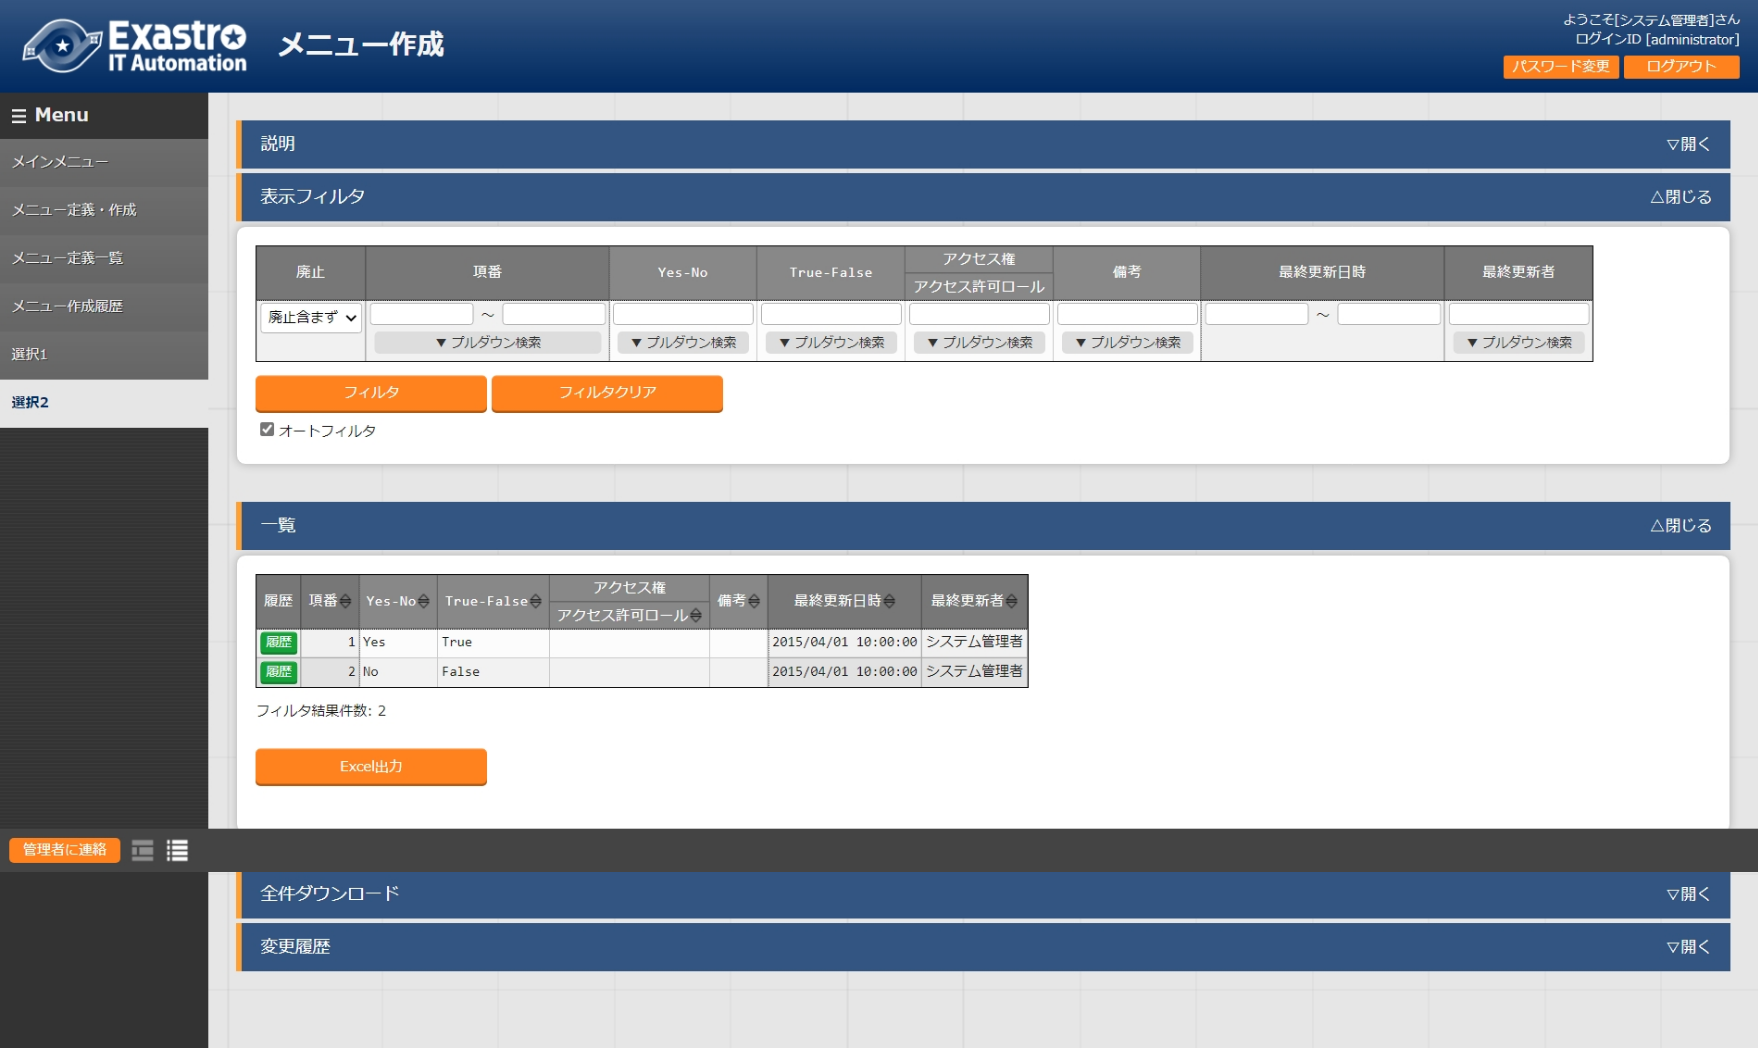 Exastro
IT Automation
メニュー作成
ようこそ[システム管理者]さん
ログインID [administrator]
パスワード変更 ログアウト
Menu
メインメニュー
メニュー定義・作成
メニュー定義一覧
メニュー作成履歴
選択1
選択2
説明 ▽開く
表示フィルタ △閉じる
廃止 項番 Yes-No True-False アクセス権 備考 最終更新日時 最終更新者
アクセス許可ロール
廃止含まず ～ ～
▼プルダウン検索 ▼プルダウン検索 ▼プルダウン検索 ▼プルダウン検索 ▼プルダウン検索 ▼プルダウン検索
フィルタ フィルタクリア
オートフィルタ
一覧 △閉じる
履歴 項番 Yes-No True-False アクセス権 備考 最終更新日時 最終更新者
アクセス許可ロール
履歴 1 Yes True 2015/04/01 10:00:00 システム管理者
履歴 2 No False 2015/04/01 10:00:00 システム管理者
フィルタ結果件数: 2
Excel出力
管理者に連絡
全件ダウンロード ▽開く
変更履歴 ▽開く